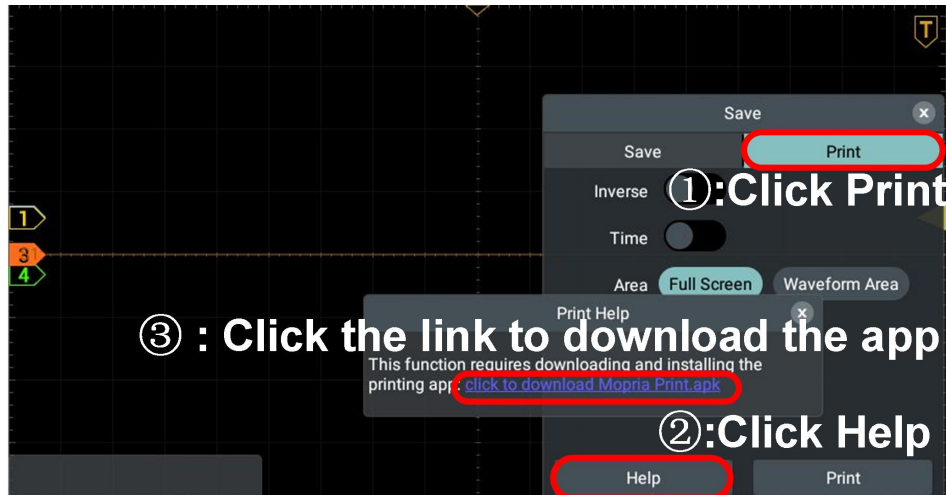 T
Save
Save Print
Inverse ①:Click Print
1
Time
3
4
Area Full Screen Waveform Area
Print Help
③ : Click the link to download the app
This function requires downloading and installing the
printing app: click to download Mopria Print.apk
②:Click Help
Help Print